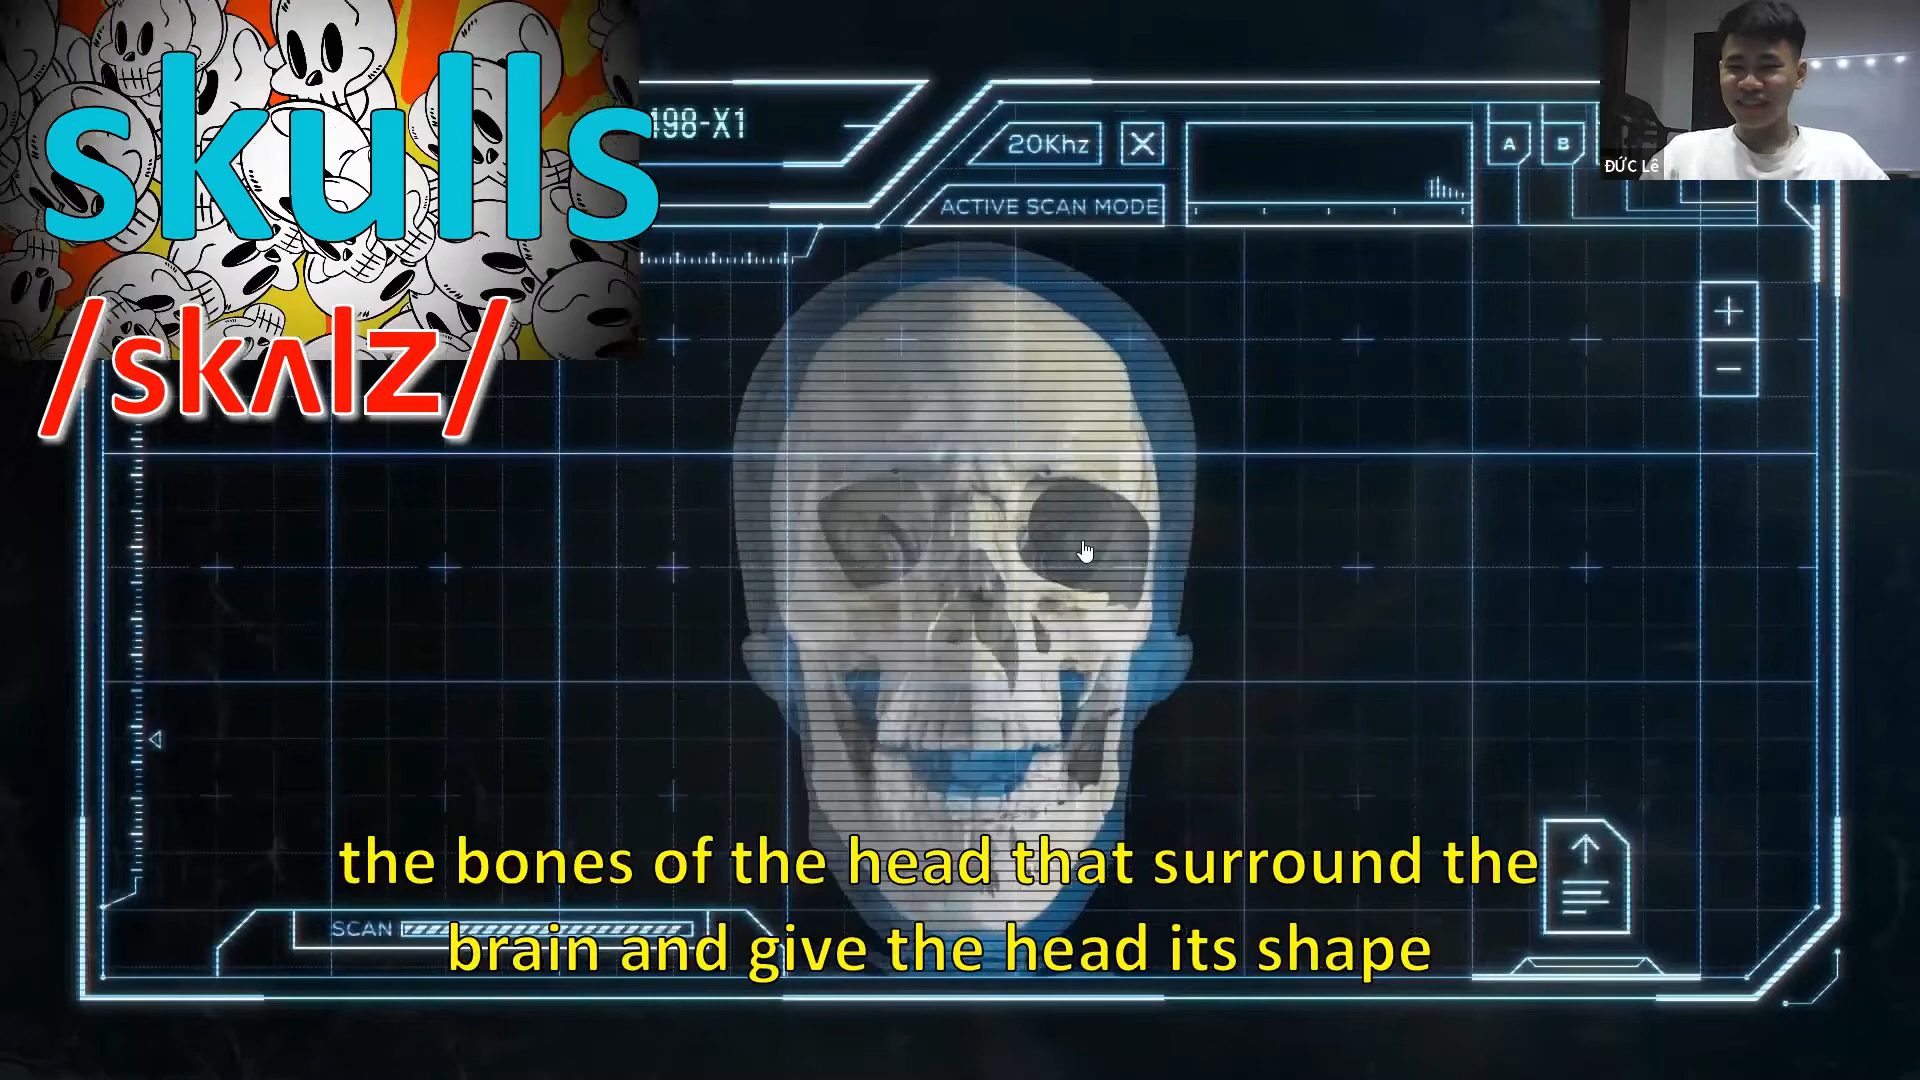 skulls
/skʌlz/
498-X1
20Khz
A
B
ACTIVE SCAN MODE
ĐỨC Lê
the bones of the head that surround the
SCAN
brain and give the head its shape